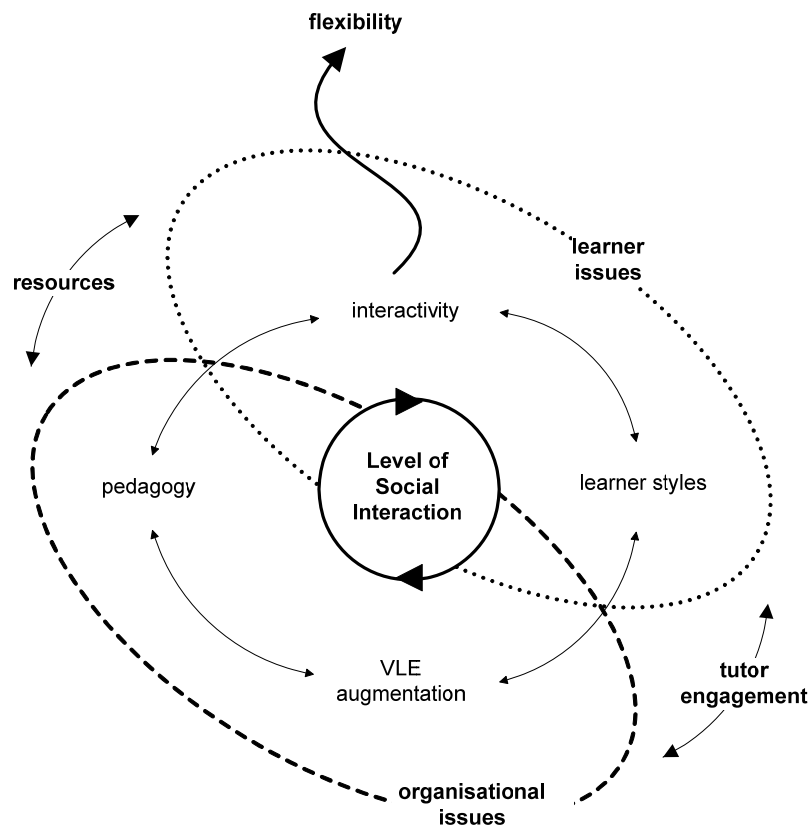 flexibility
learner
issues
resources
interactivity
Level of
Social
Interaction
pedagogy
learner styles
VLE
augmentation
tutor
engagement
organisational
issues